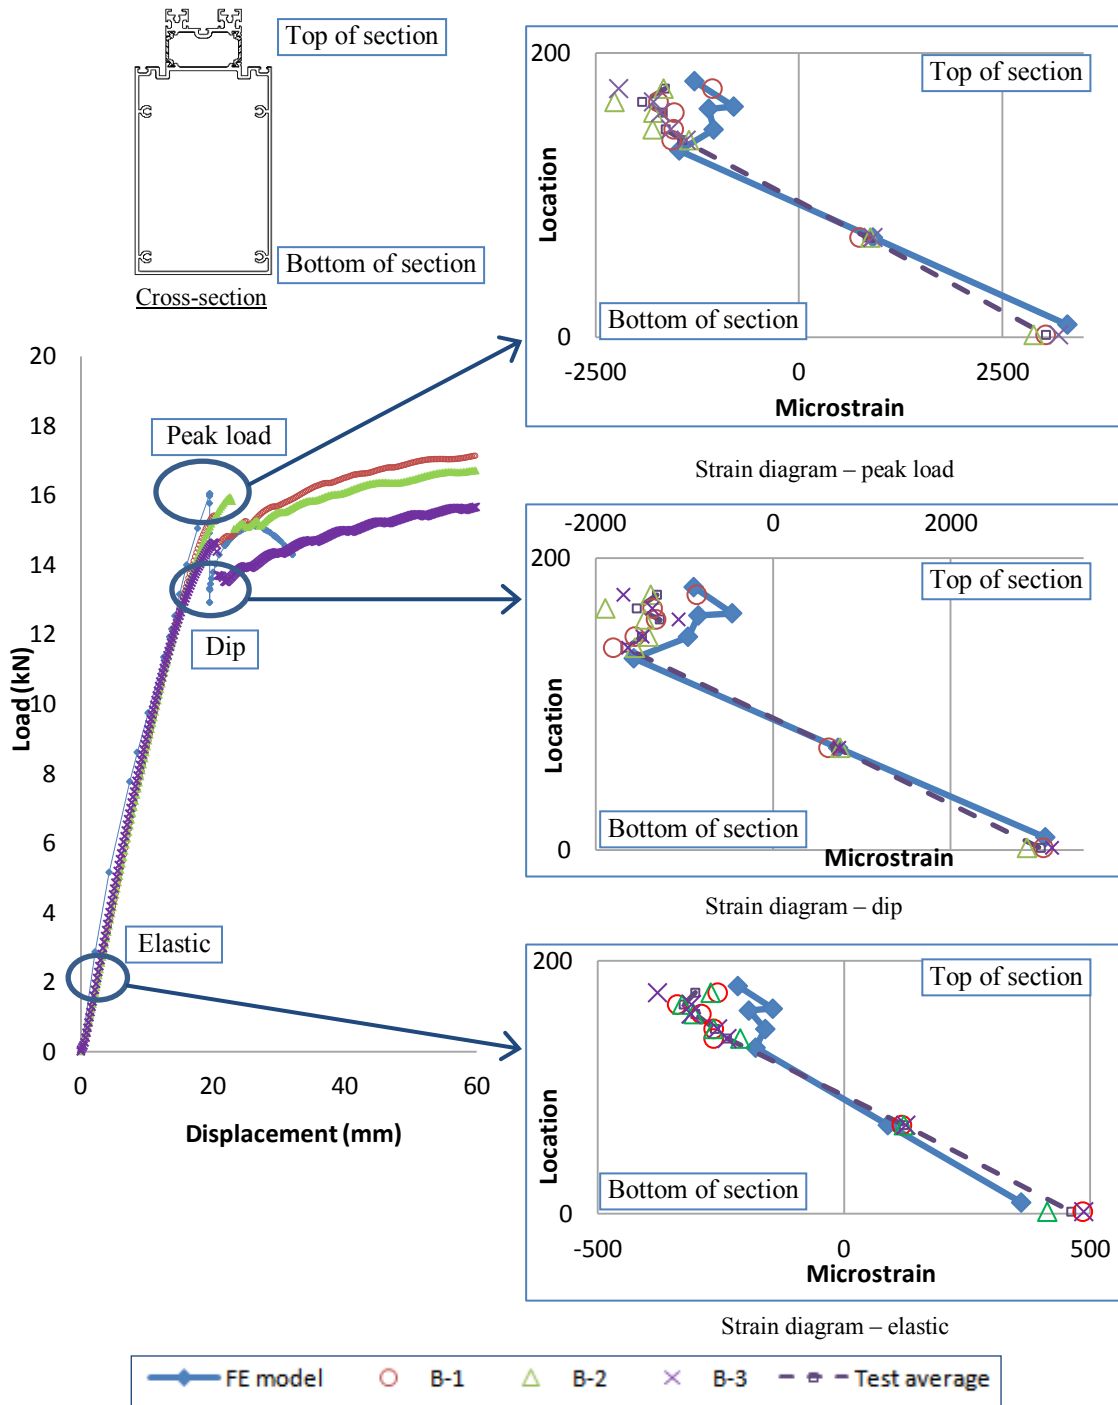 Top of section
Bottom of section
Cross-section
20
18
16
14
12
10
8
6
4
2
0
0
20
40
60
Load (kN)
Displacement (mm)
Peak load
Dip
Elastic
200
0
Location
Top of section
Bottom of section
-2500
0
2500
Microstrain
Strain diagram – peak load
-2000
0
2000
200
0
Location
Top of section
Bottom of section
Microstrain
Strain diagram – dip
200
0
Location
Top of section
Bottom of section
-500
0
500
Microstrain
Strain diagram – elastic
FE model B-1 B-2 B-3 Test average